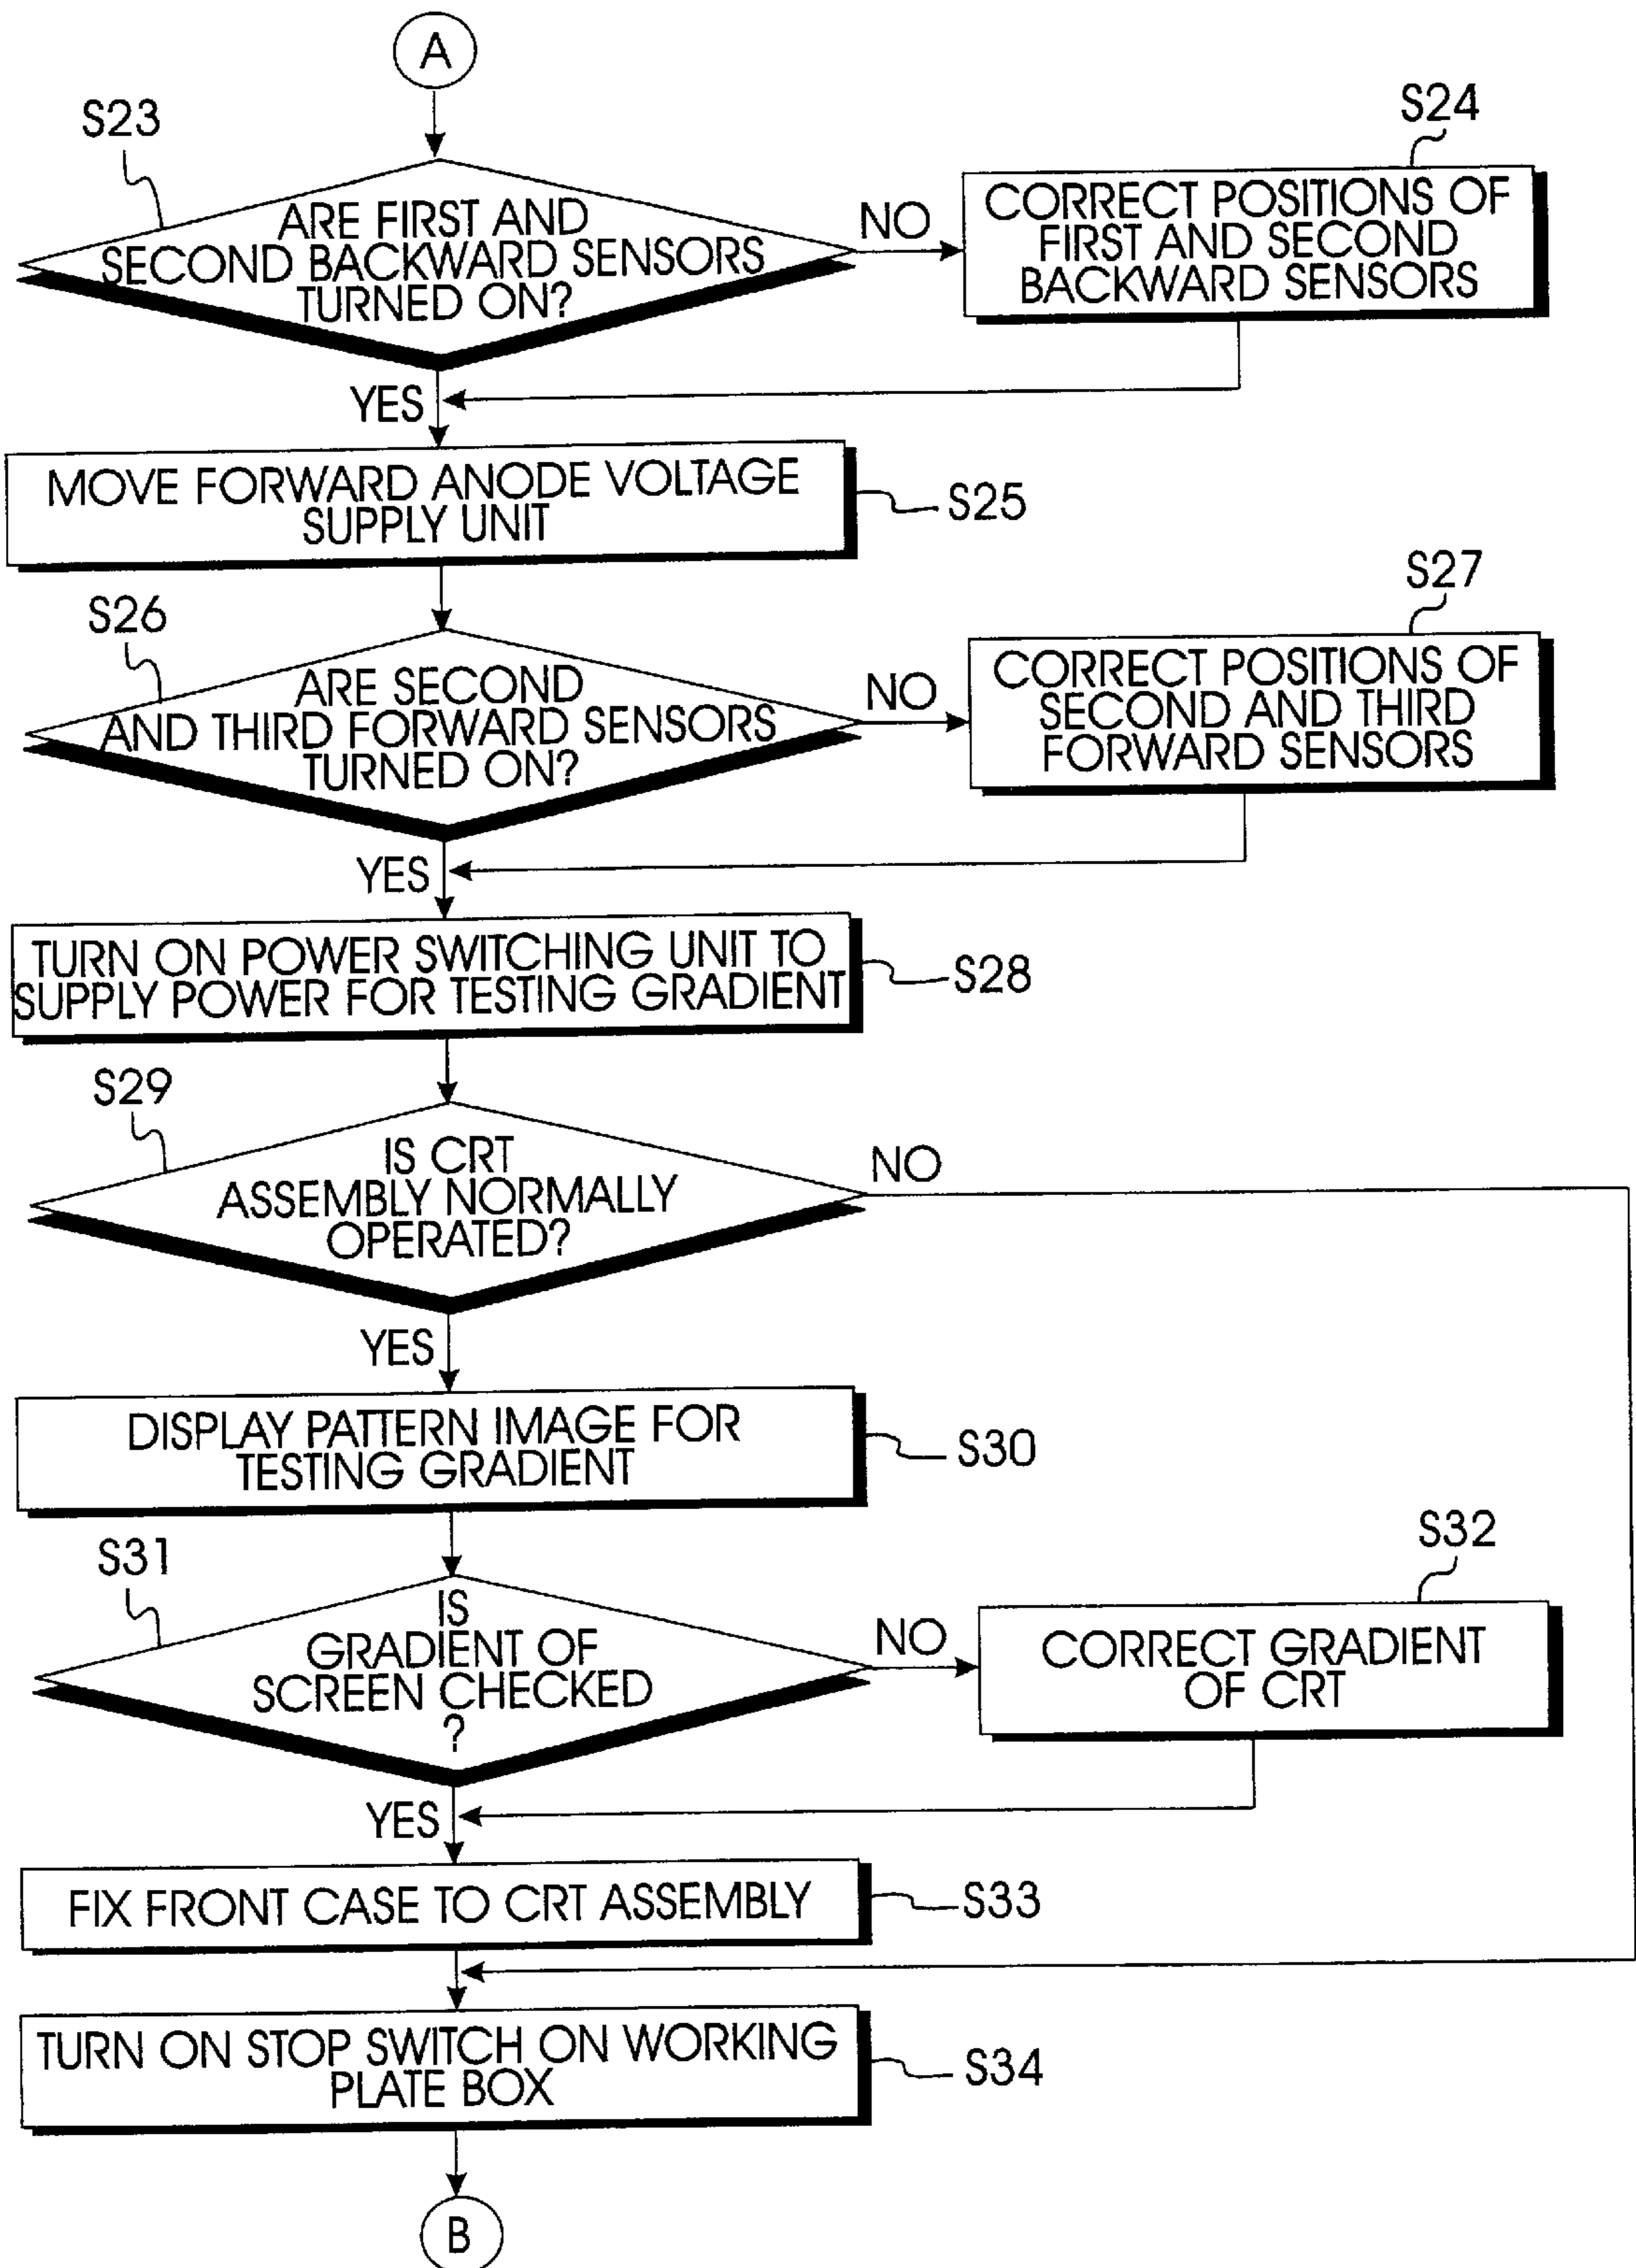 A
S23
ARE FIRST AND
SECOND BACKWARD SENSORS
TURNED ON?
NO
S24
CORRECT POSITIONS OF
FIRST AND SECOND
BACKWARD SENSORS
YES
MOVE FORWARD ANODE VOLTAGE
SUPPLY UNIT
S25
S26
ARE SECOND
AND THIRD FORWARD SENSORS
TURNED ON?
NO
S27
CORRECT POSITIONS OF
SECOND AND THIRD
FORWARD SENSORS
YES
TURN ON POWER SWITCHING UNIT TO
SUPPLY POWER FOR TESTING GRADIENT
S28
S29
IS CRT
ASSEMBLY NORMALLY
OPERATED?
NO
YES
DISPLAY PATTERN IMAGE FOR
TESTING GRADIENT
S30
S31
IS
GRADIENT OF
SCREEN CHECKED
?
NO
S32
CORRECT GRADIENT
OF CRT
YES
FIX FRONT CASE TO CRT ASSEMBLY
S33
TURN ON STOP SWITCH ON WORKING
PLATE BOX
S34
B